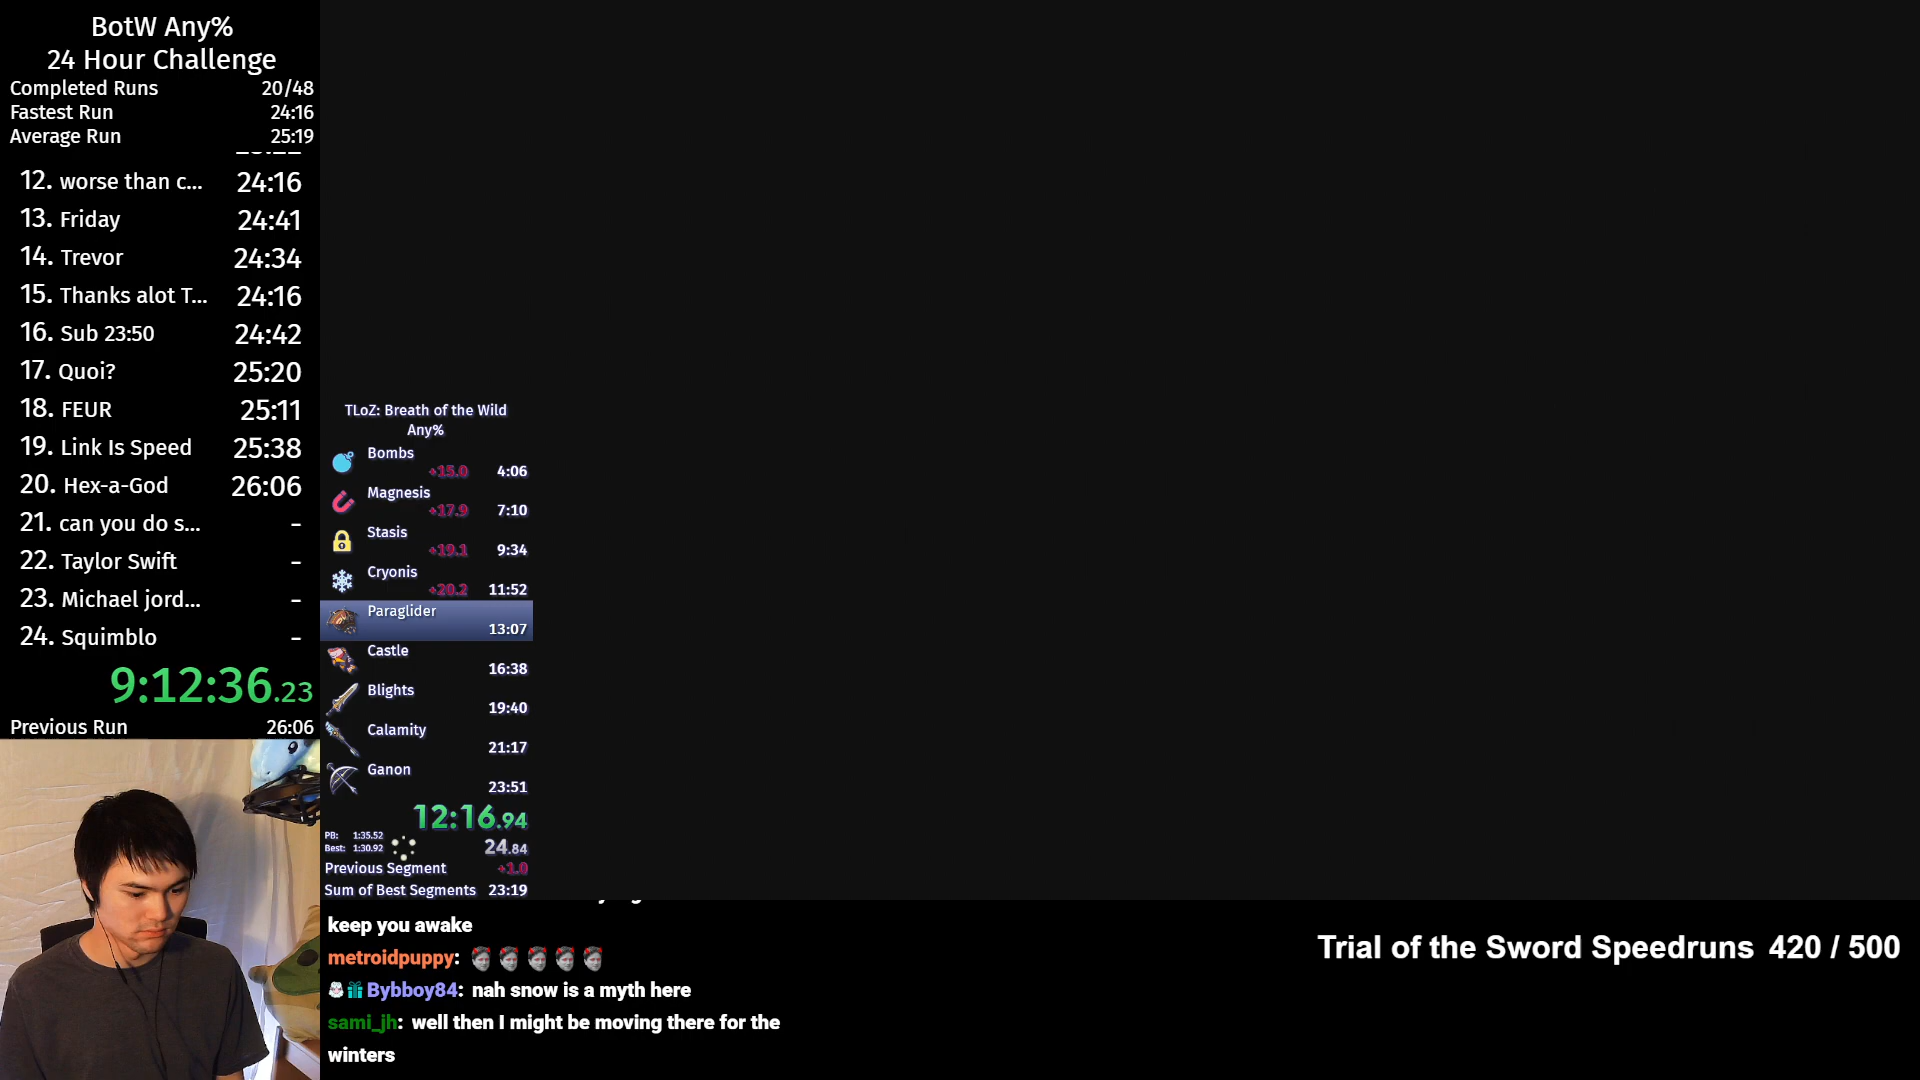 BotW Any%
24 Hour Challenge
Completed Runs 20/48
Fastest Run 24:16
Average Run 25:19
12. worse than c... 24:16
13. Friday 24:41
14. Trevor 24:34
15. Thanks alot T... 24:16
16. Sub 23:50 24:42
17. Quoi? 25:20
18. FEUR 25:11
19. Link Is Speed 25:38
20. Hex-a-God 26:06
21. can you do s... -
22. Taylor Swift -
23. Michael jord... -
24. Squimblo -
9:12:36.23
Previous Run 26:06
TLoZ: Breath of the Wild
Any%
Bombs
+15.0 4:06
Magnesis
+17.9 7:10
Stasis
+19.1 9:34
Cryonis
+20.2 11:52
Paraglider
13:07
Castle
16:38
Blights
19:40
Calamity
21:17
Ganon
23:51
12:16.94
PB: 1:35.52
Best: 1:30.92 24.84
Previous Segment +1.0
Sum of Best Segments 23:19
keep you awake
metroidpuppy:
Bybboy84: nah snow is a myth here
sami_jh: well then I might be moving there for the
winters
Trial of the Sword Speedruns 420 / 500